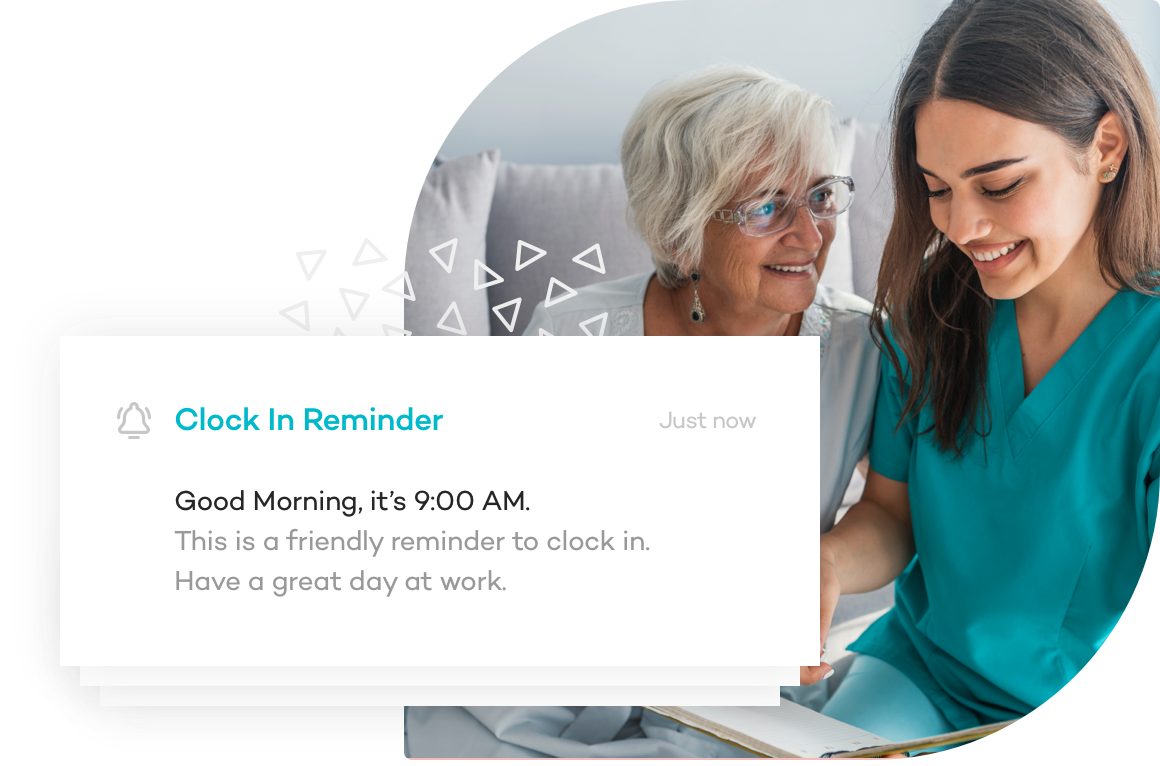 Clock In Reminder
Just now
Good Morning, it’s 9:00 AM.
This is a friendly reminder to clock in.
Have a great day at work.